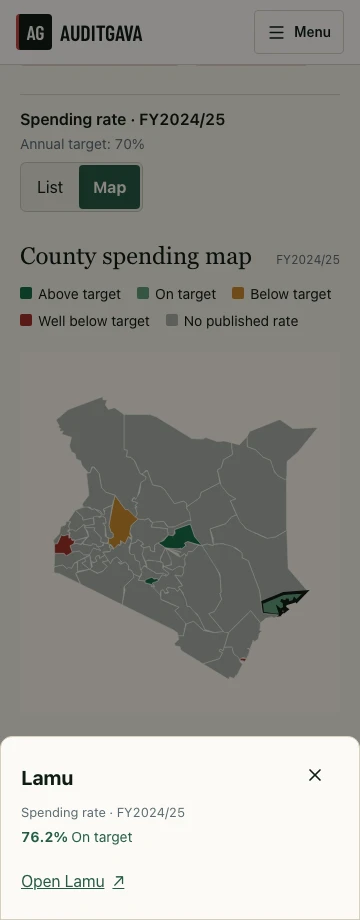 AG AUDITGAVA Menu
Spending rate · FY2024/25
Annual target: 70%
List Map
County spending map FY2024/25
Above target On target Below target
Well below target No published rate
Lamu
Spending rate · FY2024/25
76.2% On target
Open Lamu ↗